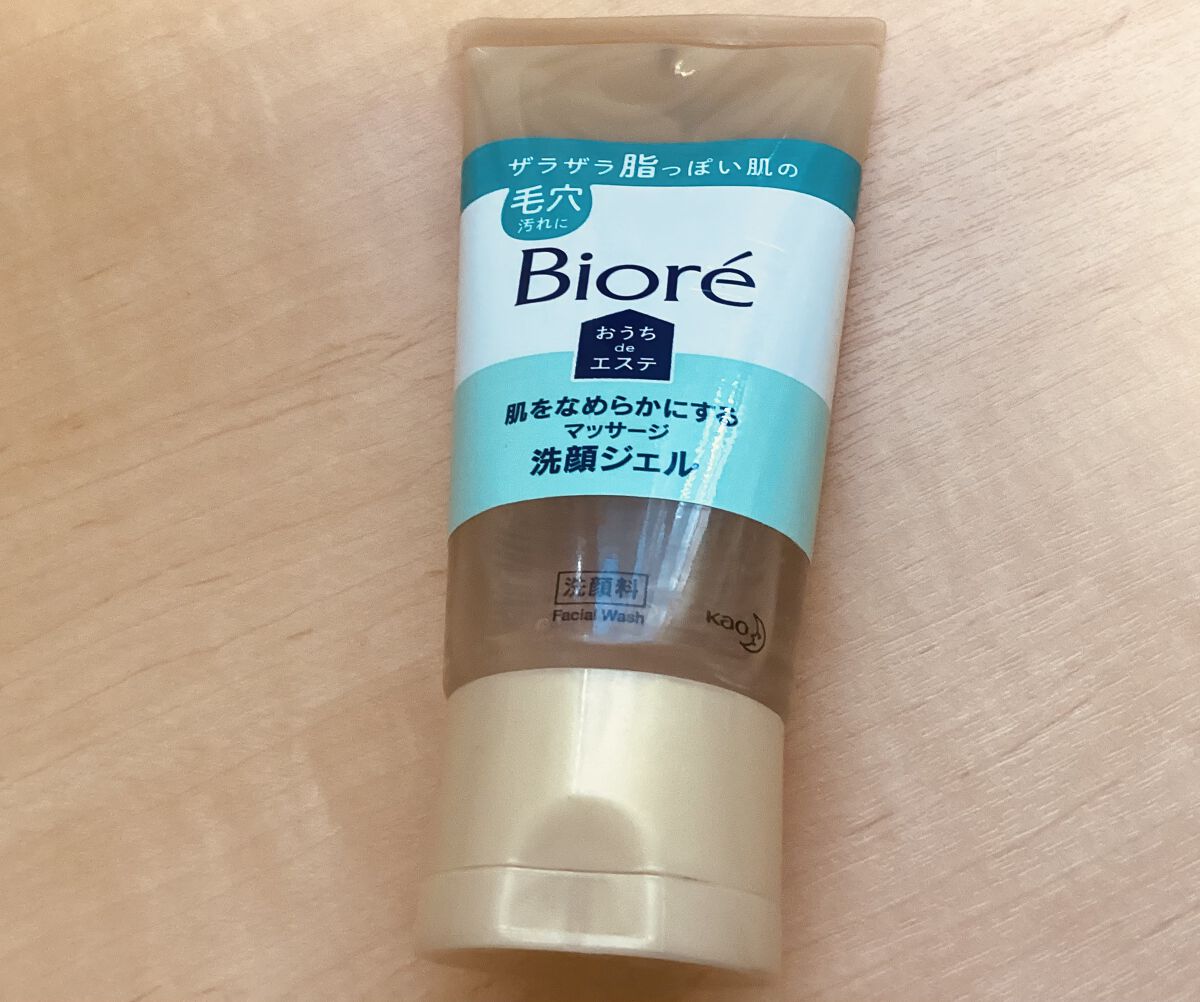 ザラザラ脂っぽい肌の
毛穴
汚れに
Bioré
おうち
de
エステ
肌をなめらかにする
マッサージ
洗顔ジェル
洗顔料
Facial Wash
Kao